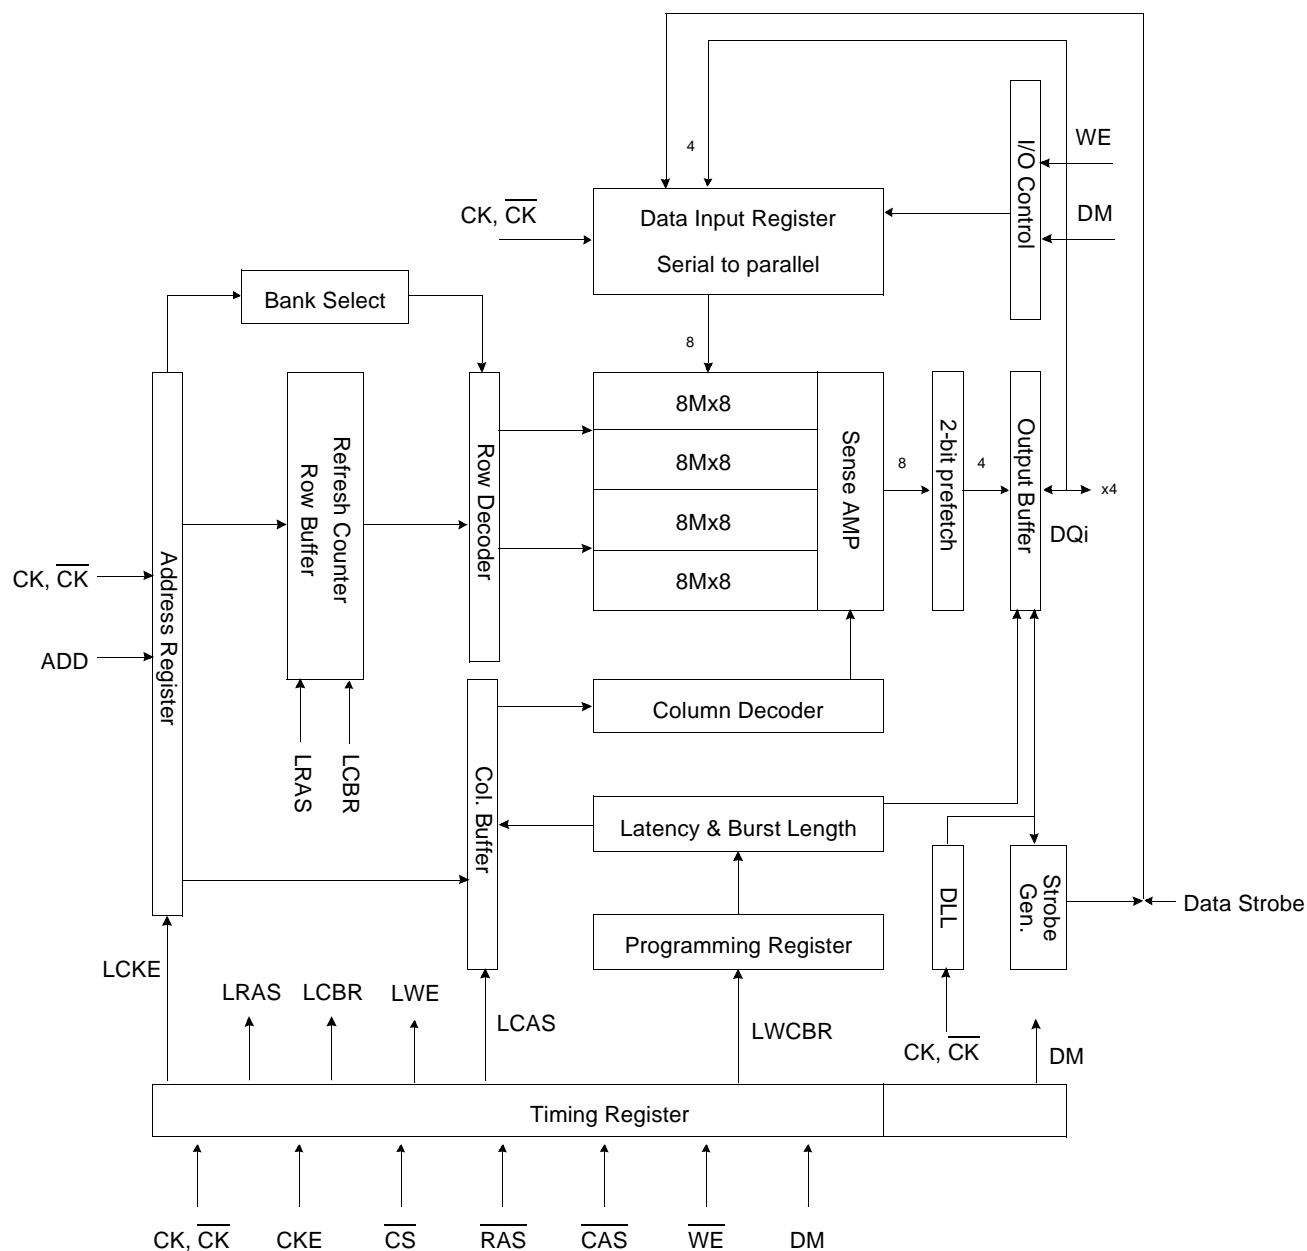 4
WE
I/O Control
DM
CK, CK
Data Input Register
Serial to parallel
Bank Select
8
8Mx8
8Mx8
8Mx8
8Mx8
Sense AMP
8
2-bit prefetch
4
Output Buffer
x4
DQi
Row Decoder
Refresh Counter
Row Buffer
Address Register
CK, CK
ADD
LRAS
LCBR
Col. Buffer
Column Decoder
Latency & Burst Length
Programming Register
DLL
Strobe
Gen.
Data Strobe
LCKE
LRAS
LCBR
LWE
LCAS
LWCBR
CK, CK
DM
Timing Register
CK, CK
CKE
CS
RAS
CAS
WE
DM